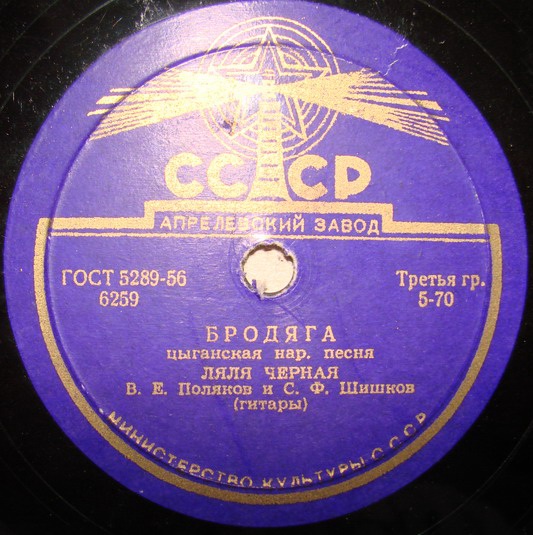 СССР
АПРЕЛЕВСКИЙ ЗАВОД
ГОСТ 5289-56
6259
Третья гр.
5-70
БРОДЯГА
цыганская нар. песня
ЛЯЛЯ ЧЕРНАЯ
В. Е. Поляков и С. Ф. Шишков
(гитары)
МИНИСТЕРСТВО КУЛЬТУРЫ СССР